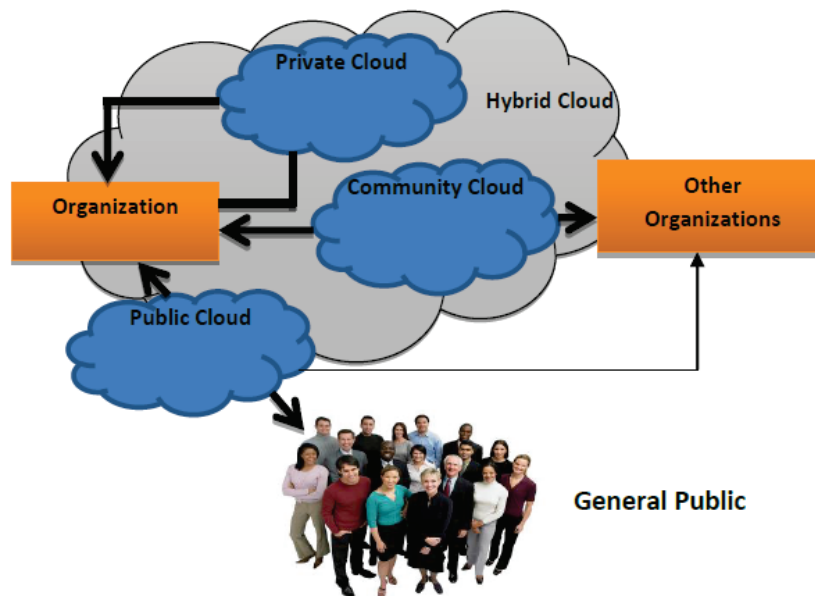 Private Cloud
Hybrid Cloud
Community Cloud
Organization
Other
Organizations
Public Cloud
General Public